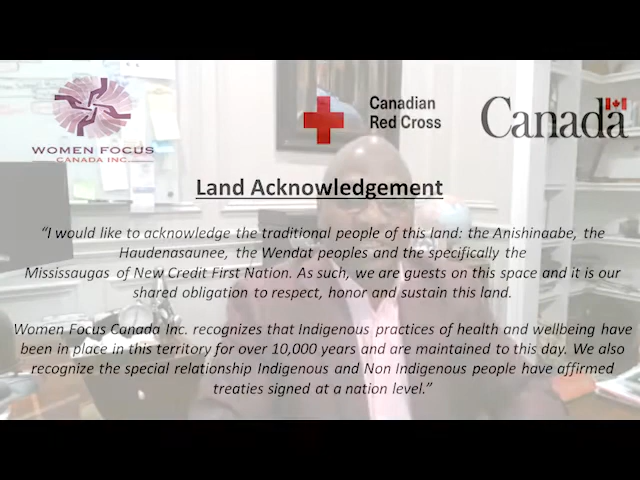 WOMEN FOCUS
CANADA INC.
Canadian
Red Cross
Canada
Land Acknowledgement
“I would like to acknowledge the traditional people of this land: the Anishinaabe, the
Haudenasaunee, the Wendat peoples and the specifically the
Mississaugas of New Credit First Nation. As such, we are guests on this space and it is our
shared obligation to respect, honor and sustain this land.
Women Focus Canada Inc. recognizes that Indigenous practices of health and wellbeing have
been in place in this territory for over 10,000 years and are maintained to this day. We also
recognize the special relationship Indigenous and Non Indigenous people have affirmed
treaties signed at a nation level.”